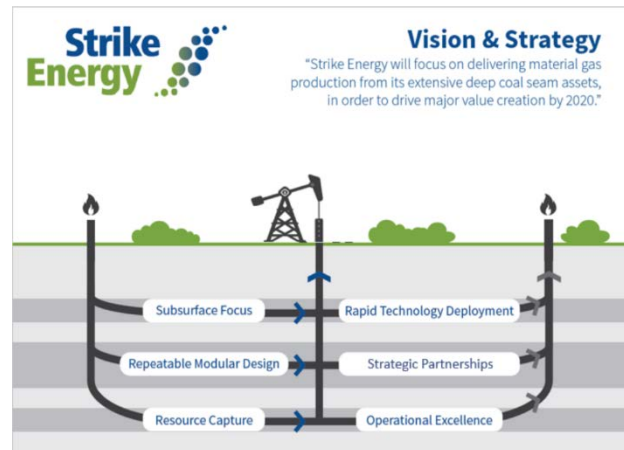 Strike
Energy
Vision & Strategy
"Strike Energy will focus on delivering material gas
production from its extensive deep coal seam assets,
in order to drive major value creation by 2020."
Subsurface Focus
Rapid Technology Deployment
Repeatable Modular Design
Strategic Partnerships
Resource Capture
Operational Excellence